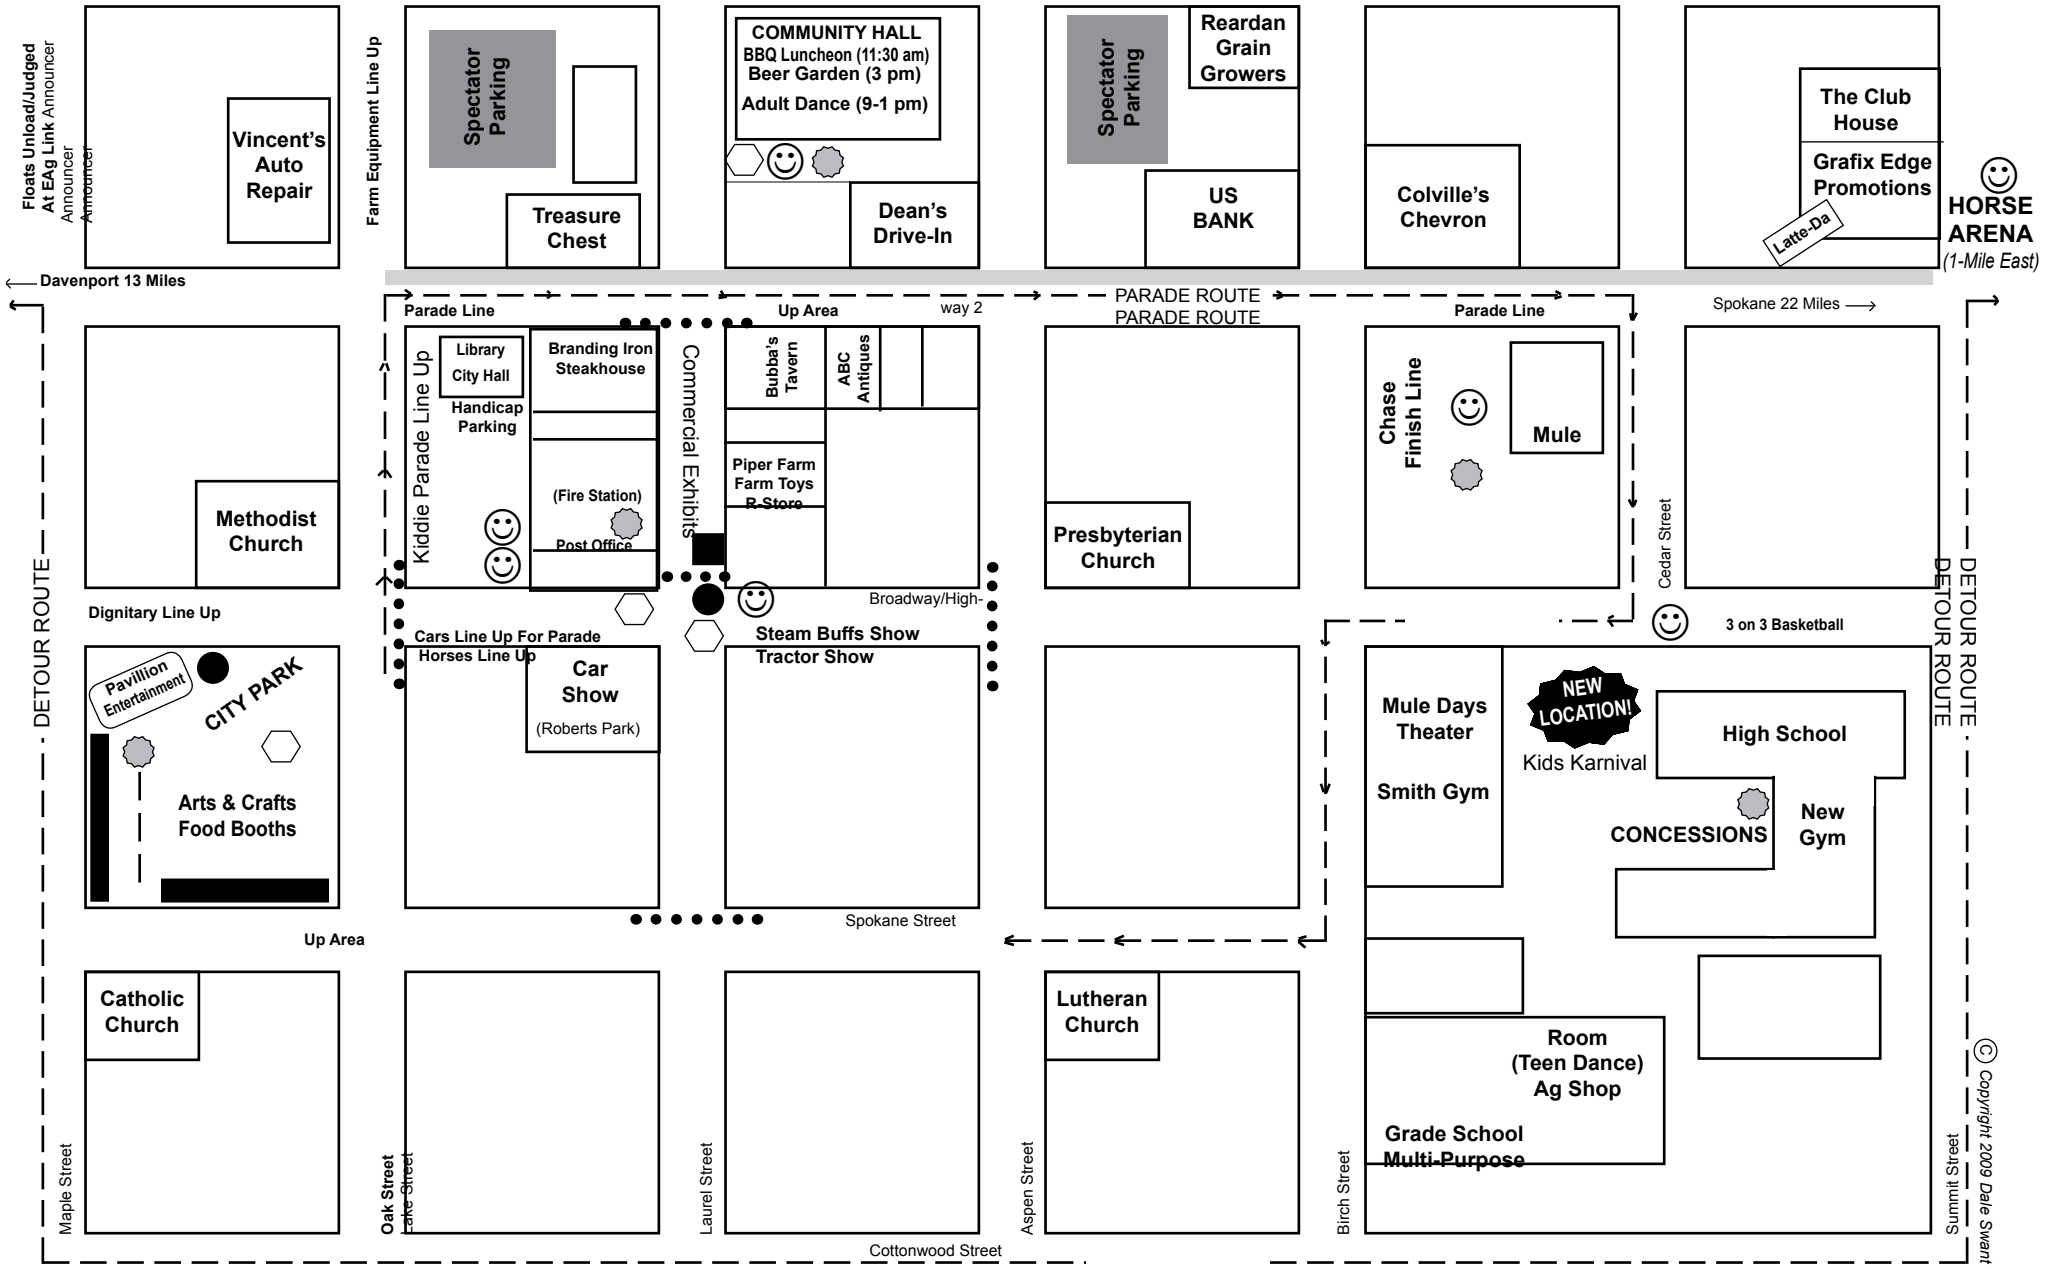 Floats Unload/Judged
At EAg Link Announcer
Announcer
Announcer
Vincent's
Auto
Repair
Farm Equipment Line Up
Spectator
Parking
Treasure
Chest
COMMUNITY HALL
BBQ Luncheon (11:30 am)
Beer Garden (3 pm)
Adult Dance (9-1 pm)
Dean's
Drive-In
Spectator
Parking
Reardan
Grain
Growers
US
BANK
Colville's
Chevron
The Club
House
Grafix Edge
Promotions
Latte-Da
HORSE
ARENA
(1-Mile East)
Davenport 13 Miles
Parade Line
Up Area
way 2
PARADE ROUTE
PARADE ROUTE
Parade Line
Spokane 22 Miles
Methodist
Church
Kiddie Parade Line Up
Library
City Hall
Handicap
Parking
Branding Iron
Steakhouse
(Fire Station)
Post Office
Commercial Exhibits
Bubba's
Tavern
ABC
Antiques
Piper Farm
Farm Toys
R-Store
Presbyterian
Church
Chase
Finish Line
Mule
Cedar Street
DETOUR ROUTE
DETOUR ROUTE
DETOUR ROUTE
Dignitary Line Up
Broadway/High-
Cars Line Up For Parade
Horses Line Up
Steam Buffs Show
Tractor Show
3 on 3 Basketball
Pavillion
Entertainment
CITY PARK
Arts & Crafts
Food Booths
Car
Show
(Roberts Park)
Mule Days
Theater
Smith Gym
NEW
LOCATION!
Kids Karnival
High School
CONCESSIONS
New
Gym
Spokane Street
Up Area
Catholic
Church
Lutheran
Church
Room
(Teen Dance)
Ag Shop
Grade School
Multi-Purpose
Maple Street
Oak Street
Lake Street
Laurel Street
Aspen Street
Birch Street
Summit Street
© Copyright 2009 Dale Swant
Cottonwood Street